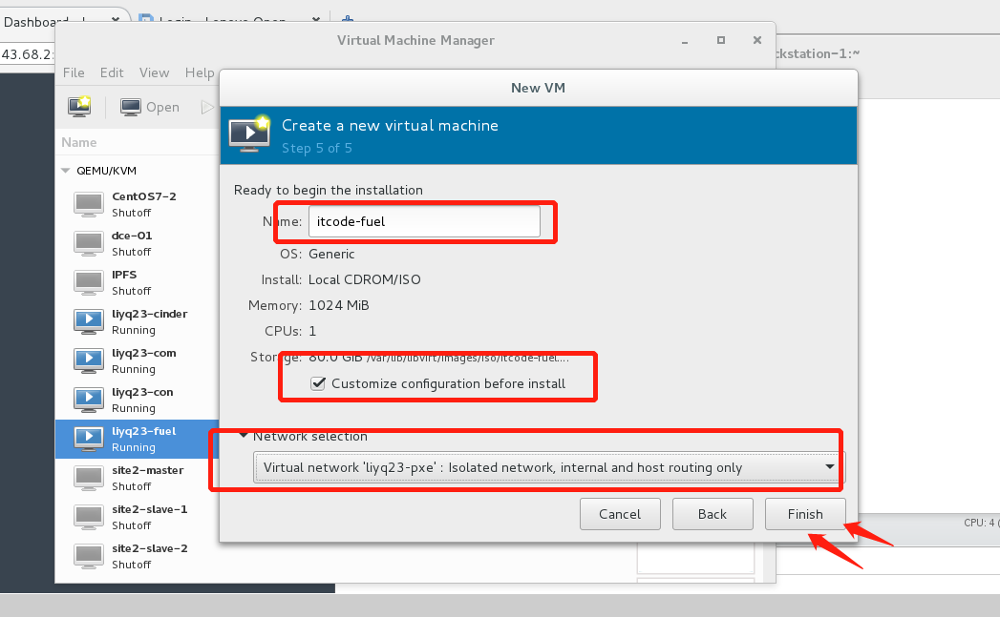 Dashboard
Login - Lenovo Open
43.68.2:
Virtual Machine Manager
ckstation-1:~
File Edit View Help
New VM
Open
Create a new virtual machine
Step 5 of 5
Name
QEMU/KVM
CentOS7-2
Shutoff
dce-01
Shutoff
IPFS
Shutoff
liyq23-cinder
Running
liyq23-com
Running
liyq23-con
Running
liyq23-fuel
Running
site2-master
Shutoff
site2-slave-1
Shutoff
site2-slave-2
Shutoff
Ready to begin the installation
Name: itcode-fuel
OS: Generic
Install: Local CDROM/ISO
Memory: 1024 MiB
CPUs: 1
Storage: 80.0 GiB /var/lib/libvirt/images/iso/itcode-fuel....
Customize configuration before install
Network selection
Virtual network 'liyq23-pxe' : Isolated network, internal and host routing only
Cancel Back Finish
CPU: 4 (